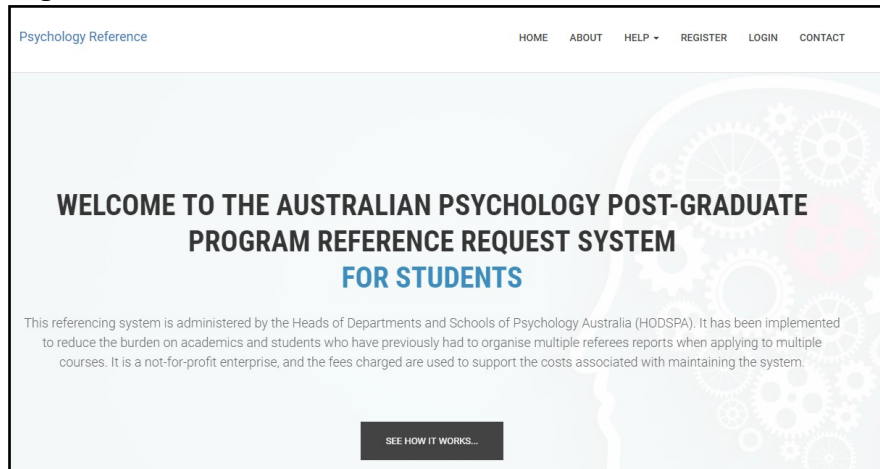 Psychology Reference
HOME ABOUT HELP REGISTER LOGIN CONTACT
WELCOME TO THE AUSTRALIAN PSYCHOLOGY POST-GRADUATE
PROGRAM REFERENCE REQUEST SYSTEM
FOR STUDENTS
This referencing system is administered by the Heads of Departments and Schools of Psychology Australia (HODSPA). It has been implemented
to reduce the burden on academics and students who have previously had to organise multiple referees reports when applying to multiple
courses. It is a not-for-profit enterprise, and the fees charged are used to support the costs associated with maintaining the system.
SEE HOW IT WORKS...